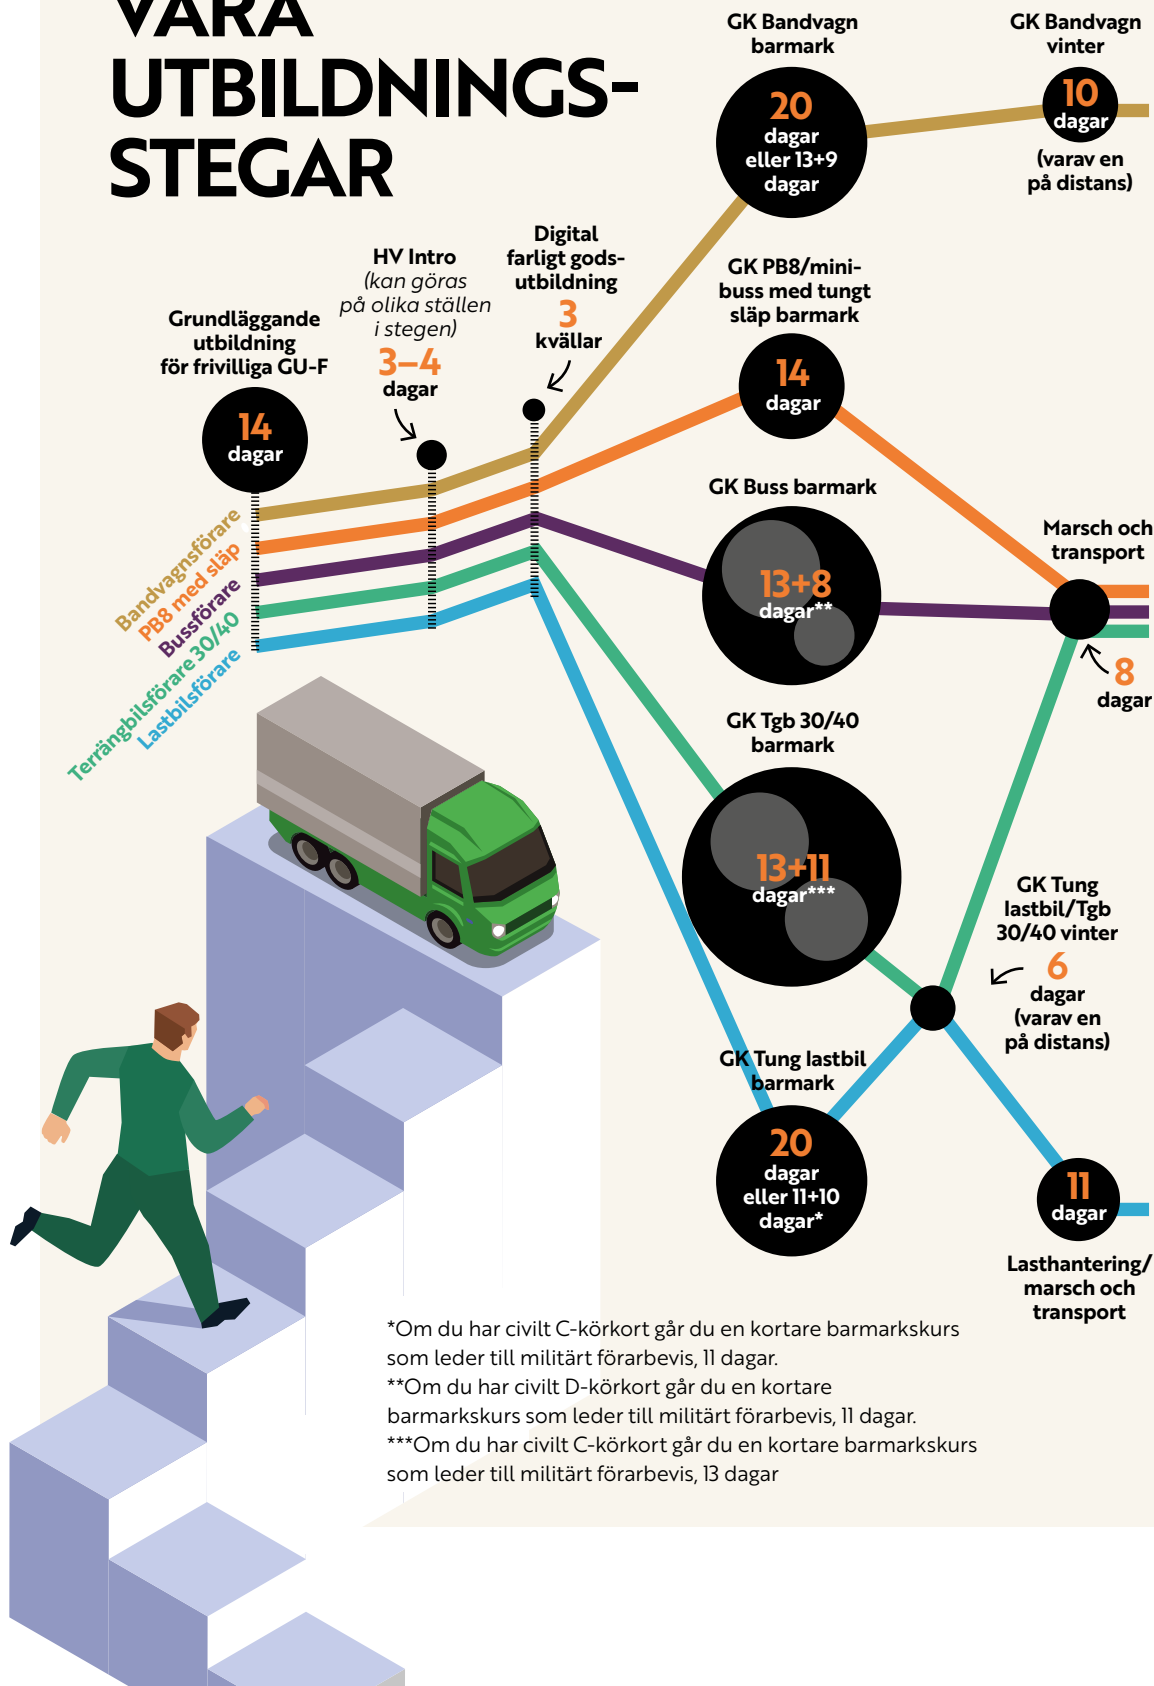 VÅRA
UTBILDNINGS-
STEGAR
GK Bandvagn
barmark
20
dagar
eller 13+9
dagar
GK Bandvagn
vinter
10
dagar
(varav en
på distans)
Grundläggande
utbildning
för frivilliga GU-F
14
dagar
HV Intro
(kan göras
på olika ställen
i stegen)
3–4
dagar
Digital
farligt gods-
utbildning
3
kvällar
GK PB8/mini-
buss med tungt
släp barmark
14
dagar
Bandvagnsförare
PB8 med släp
Bussförare
Terrängbilsförare 30/40
Lastbilsförare
GK Buss barmark
13+8
dagar**
Marsch och
transport
8
dagar
GK Tgb 30/40
barmark
13+11
dagar***
GK Tung
lastbil/Tgb
30/40 vinter
6
dagar
(varav en
på distans)
GK Tung lastbil
barmark
20
dagar
eller 11+10
dagar*
11
dagar
Lasthantering/
marsch och
transport
*Om du har civilt C-körkort går du en kortare barmarkskurs
som leder till militärt förarbevis, 11 dagar.
**Om du har civilt D-körkort går du en kortare
barmarkskurs som leder till militärt förarbevis, 11 dagar.
***Om du har civilt C-körkort går du en kortare barmarkskurs
som leder till militärt förarbevis, 13 dagar